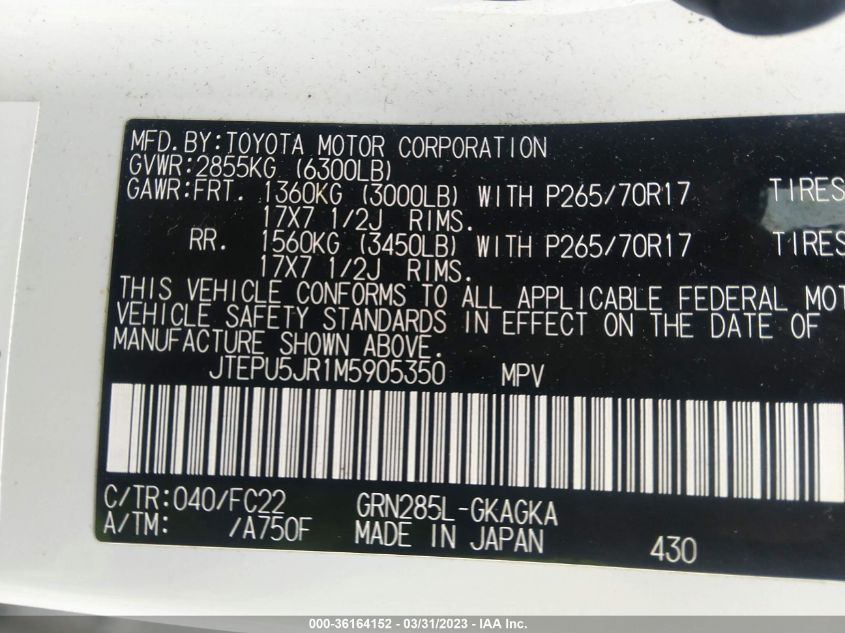 MFD.BY:TOYOTA MOTOR CORPORATION
GVWR:2855KG (6300LB)
GAWR:FRT. 1360KG (3000LB) WITH P265/70R17 TIRES
17X7 1/2J RIMS.
RR. 1560KG (3450LB) WITH P265/70R17 TIRES
17X7 1/2J RIMS.
THIS VEHICLE CONFORMS TO ALL APPLICABLE FEDERAL MOT
VEHICLE SAFETY STANDARDS IN EFFECT ON THE DATE OF
MANUFACTURE SHOWN ABOVE.
JTEPU5JR1M5905350 MPV
C/TR:040/FC22 GRN285L-GKAGKA
A/TM: /A750F MADE IN JAPAN 430
000-36164152 - 03/31/2023 - IAA Inc.